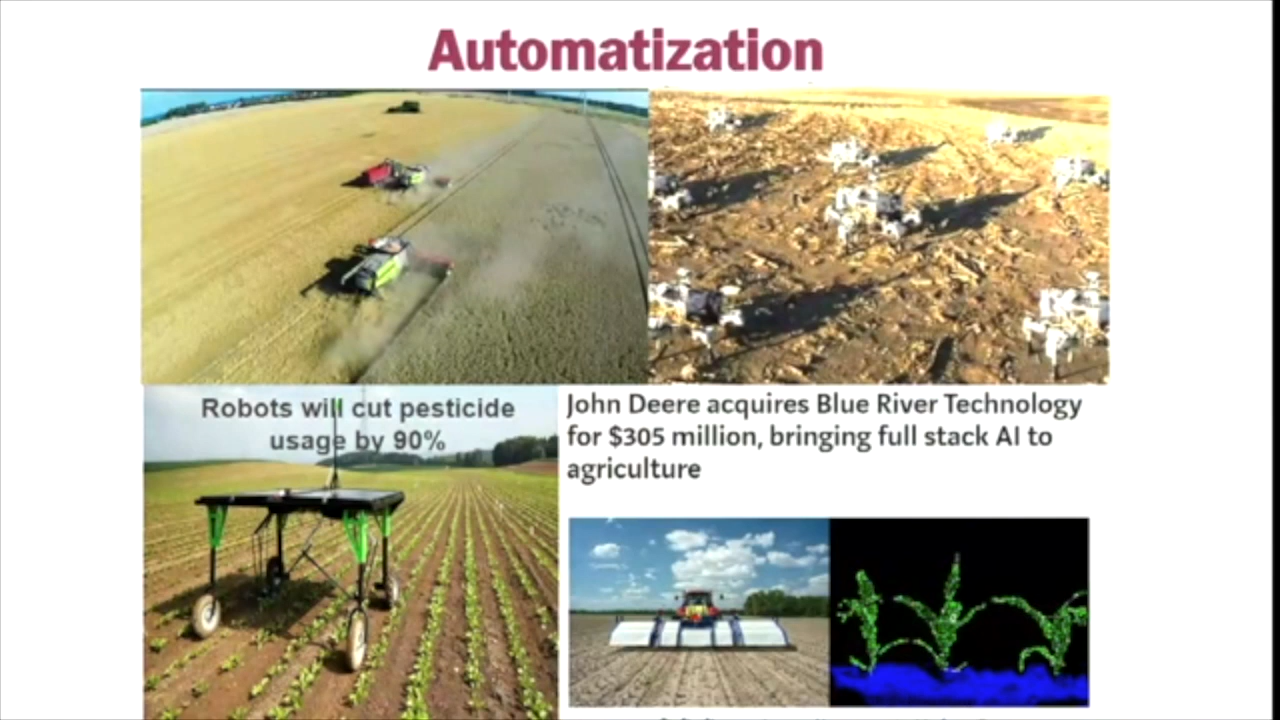 Automatization
Robots will cut pesticide
usage by 90%
John Deere acquires Blue River Technology
for $305 million, bringing full stack AI to
agriculture